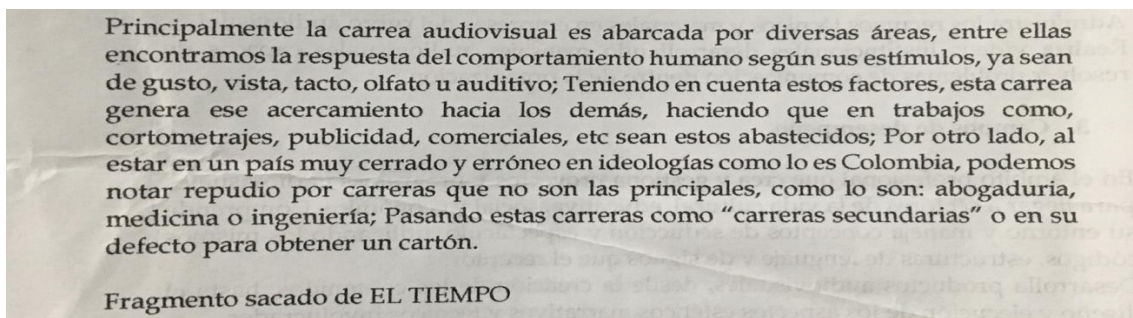 Principalmente la carrea audiovisual es abarcada por diversas áreas, entre ellas
encontramos la respuesta del comportamiento humano según sus estímulos, ya sean
de gusto, vista, tacto, olfato u auditivo; Teniendo en cuenta estos factores, esta carrea
genera ese acercamiento hacia los demás, haciendo que en trabajos como,
cortometrajes, publicidad, comerciales, etc sean estos abastecidos; Por otro lado, al
estar en un país muy cerrado y erróneo en ideologías como lo es Colombia, podemos
notar repudio por carreras que no son las principales, como lo son: abogaduría,
medicina o ingeniería; Pasando estas carreras como “carreras secundarias” o en su
defecto para obtener un cartón.
Fragmento sacado de EL TIEMPO